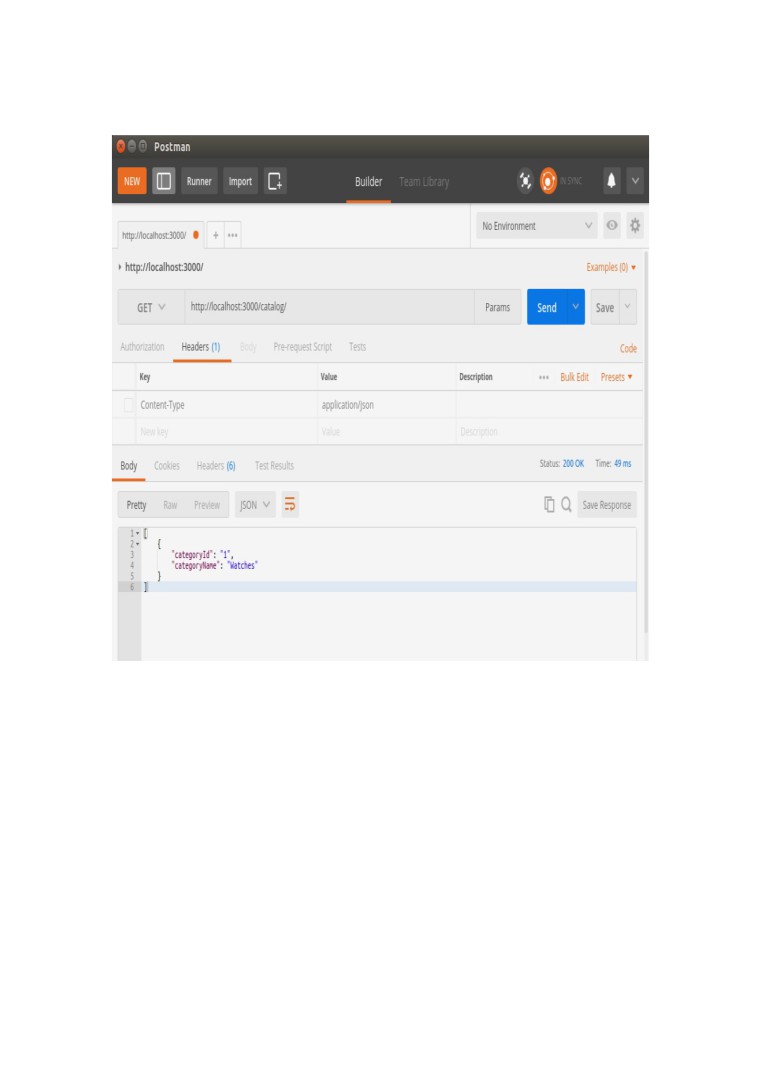 Postman
NEW Runner Import Builder Team Library IN SYNC
http://localhost:3000/ + ••• No Environment
http://localhost:3000/ Examples (0)
GET http://localhost:3000/catalog/ Params Send Save
Authorization Headers (1) Body Pre-request Script Tests Code
Key Value Description ••• Bulk Edit Presets
Content-Type application/json
New key Value Description
Body Cookies Headers (6) Test Results Status: 200 OK Time: 49 ms
Pretty Raw Preview JSON Save Response
1 [
2 {
3 "categoryId": "1",
4 "categoryName": "Watches"
5 }
6 ]